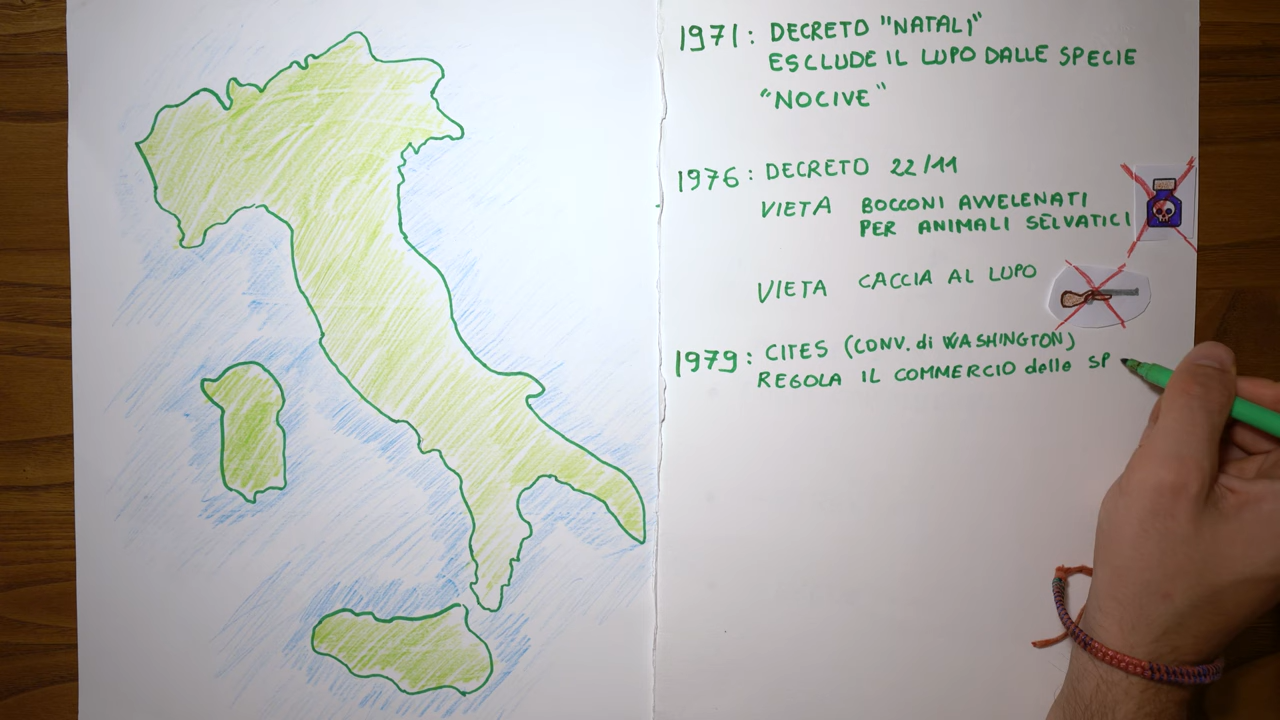 1971: DECRETO "NATALI"
ESCLUDE IL LUPO DALLE SPECIE
"NOCIVE"
1976: DECRETO 22/11
VIETA BOCCONI AVVELENATI
PER ANIMALI SELVATICI
VIETA CACCIA AL LUPO
1979: CITES (CONV. di WASHINGTON)
REGOLA IL COMMERCIO delle SP